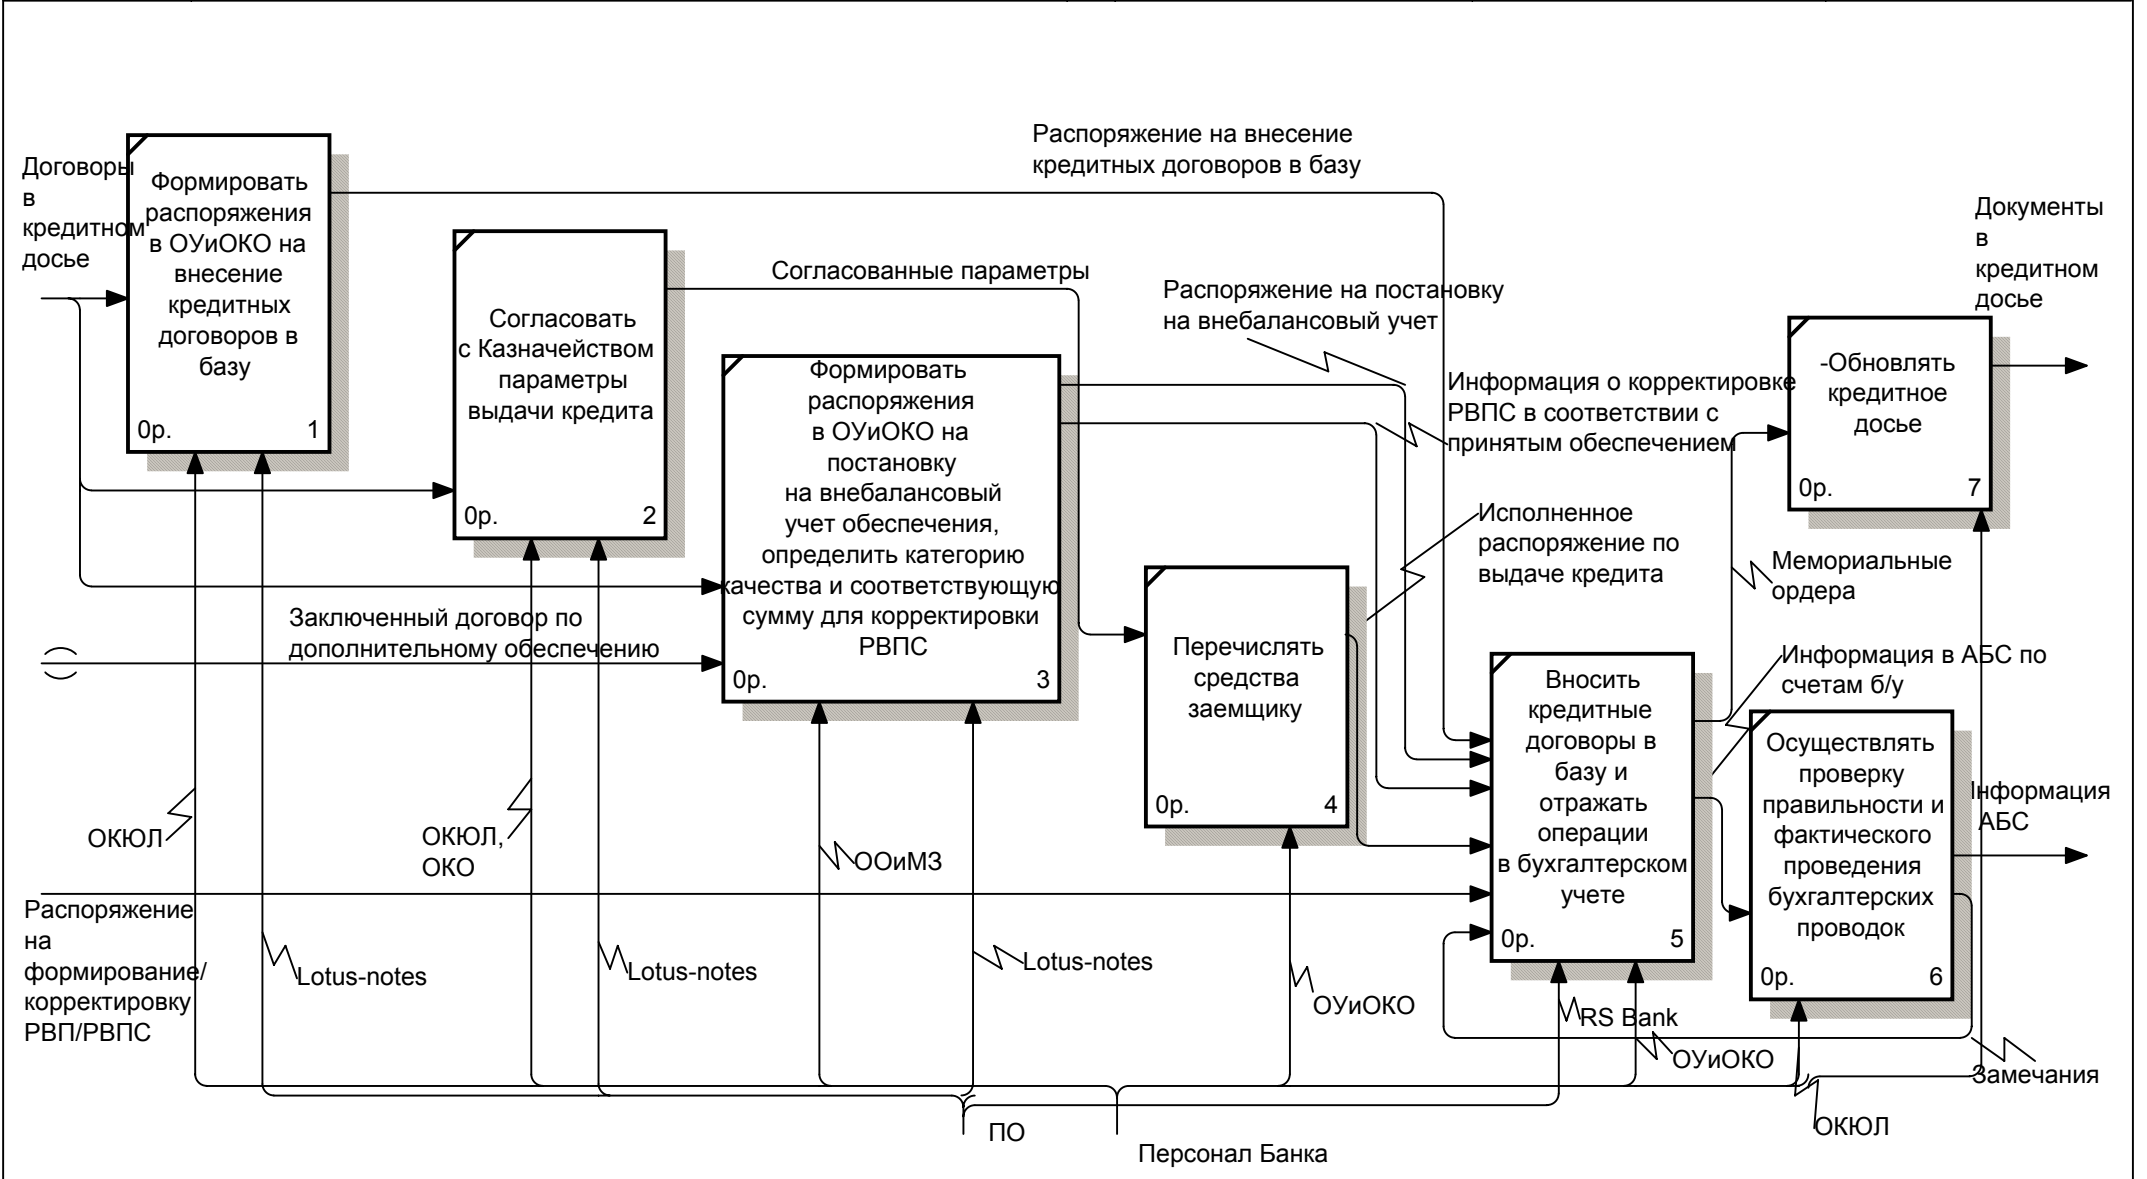 Распоряжение на внесение
кредитных договоров в базу
Договоры
в
кредитном
досье
Формировать
распоряжения
в ОУиОКО на
внесение
кредитных
договоров в
базу
0р.
1
Согласованные параметры
Согласовать
с Казначейством
параметры
выдачи кредита
0р.
2
Распоряжение на постановку
на внебалансовый учет
Документы
в
кредитном
досье
Формировать
распоряжения
в ОУиОКО на
постановку
на внебалансовый
учет обеспечения,
определить категорию
качества и соответствующую
сумму для корректировки
РВПС
0р.
3
Информация о корректировке
РВПС в соответствии с
принятым обеспечением
-Обновлять
кредитное
досье
0р.
7
Исполненное
распоряжение по
выдаче кредита
Мемориальные
ордера
Заключенный договор по
дополнительному обеспечению
Перечислять
средства
заемщику
0р.
4
Информация в АБС по
счетам б/у
Вносить
кредитные
договоры в
базу и
отражать
операции
в бухгалтерском
учете
0р.
5
Осуществлять
проверку
правильности и
фактического
проведения
бухгалтерских
проводок
0р.
6
Информация
АБС
ОКЮЛ
ОКЮЛ,
ОКО
ООиМЗ
Распоряжение
на
формирование/
корректировку
РВП/РВПС
Lotus-notes
Lotus-notes
Lotus-notes
ОУиОКО
RS Bank
ОУиОКО
Замечания
ОКЮЛ
ПО
Персонал Банка